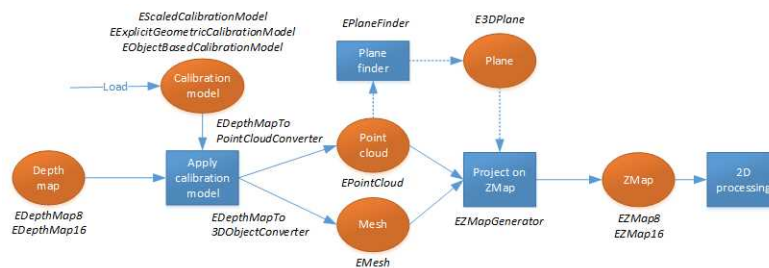 EScaledCalibrationModel
EExplicitGeometricCalibrationModel
EObjectBasedCalibrationModel
EPlaneFinder
E3DPlane
Load
Calibration
model
Plane
finder
Plane
EDepthMapTo
PointCloudConverter
Depth
map
Apply
calibration
model
Point
cloud
EPointCloud
Project on
ZMap
ZMap
2D
processing
EDepthMap8
EDepthMap16
EDepthMapTo
3DObjectConverter
Mesh
EMesh
EZMapGenerator
EZMap8
EZMap16